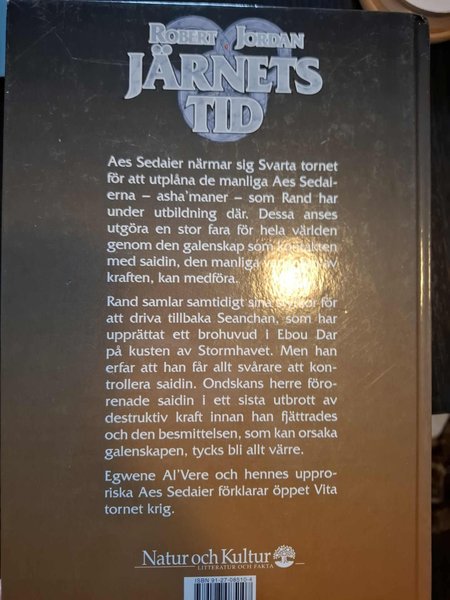 ROBERT JORDAN
JÄRNETS
TID
Aes Sedaier närmar sig Svarta tornet
för att utplåna de manliga Aes Sedai-
erna – asha'maner – som Rand har
under utbildning där. Dessa anses
utgöra en stor fara för hela världen
genom den galenskap som kontakten
med saidin, den manliga av
kraften, kan medföra.
Rand samlar samtidigt sina för
att driva tillbaka Seanchan, som har
upprättat ett brohuvud i Ebou Dar
på kusten av Stormhavet. Men han
erfar att han får allt svårare att kon-
trollera saidin. Ondskans herre föro-
renade saidin i ett sista utbrott av
destruktiv kraft innan han fjättrades
och den besmittelsen, som kan orsaka
galenskapen, tycks bli allt värre.
Egwene Al'Vere och hennes uppro-
riska Aes Sedaier förklarar öppet Vita
tornet krig.
Natur och Kultur
LITTERATUR OCH FAKTA
ISBN 91-27-08510-4